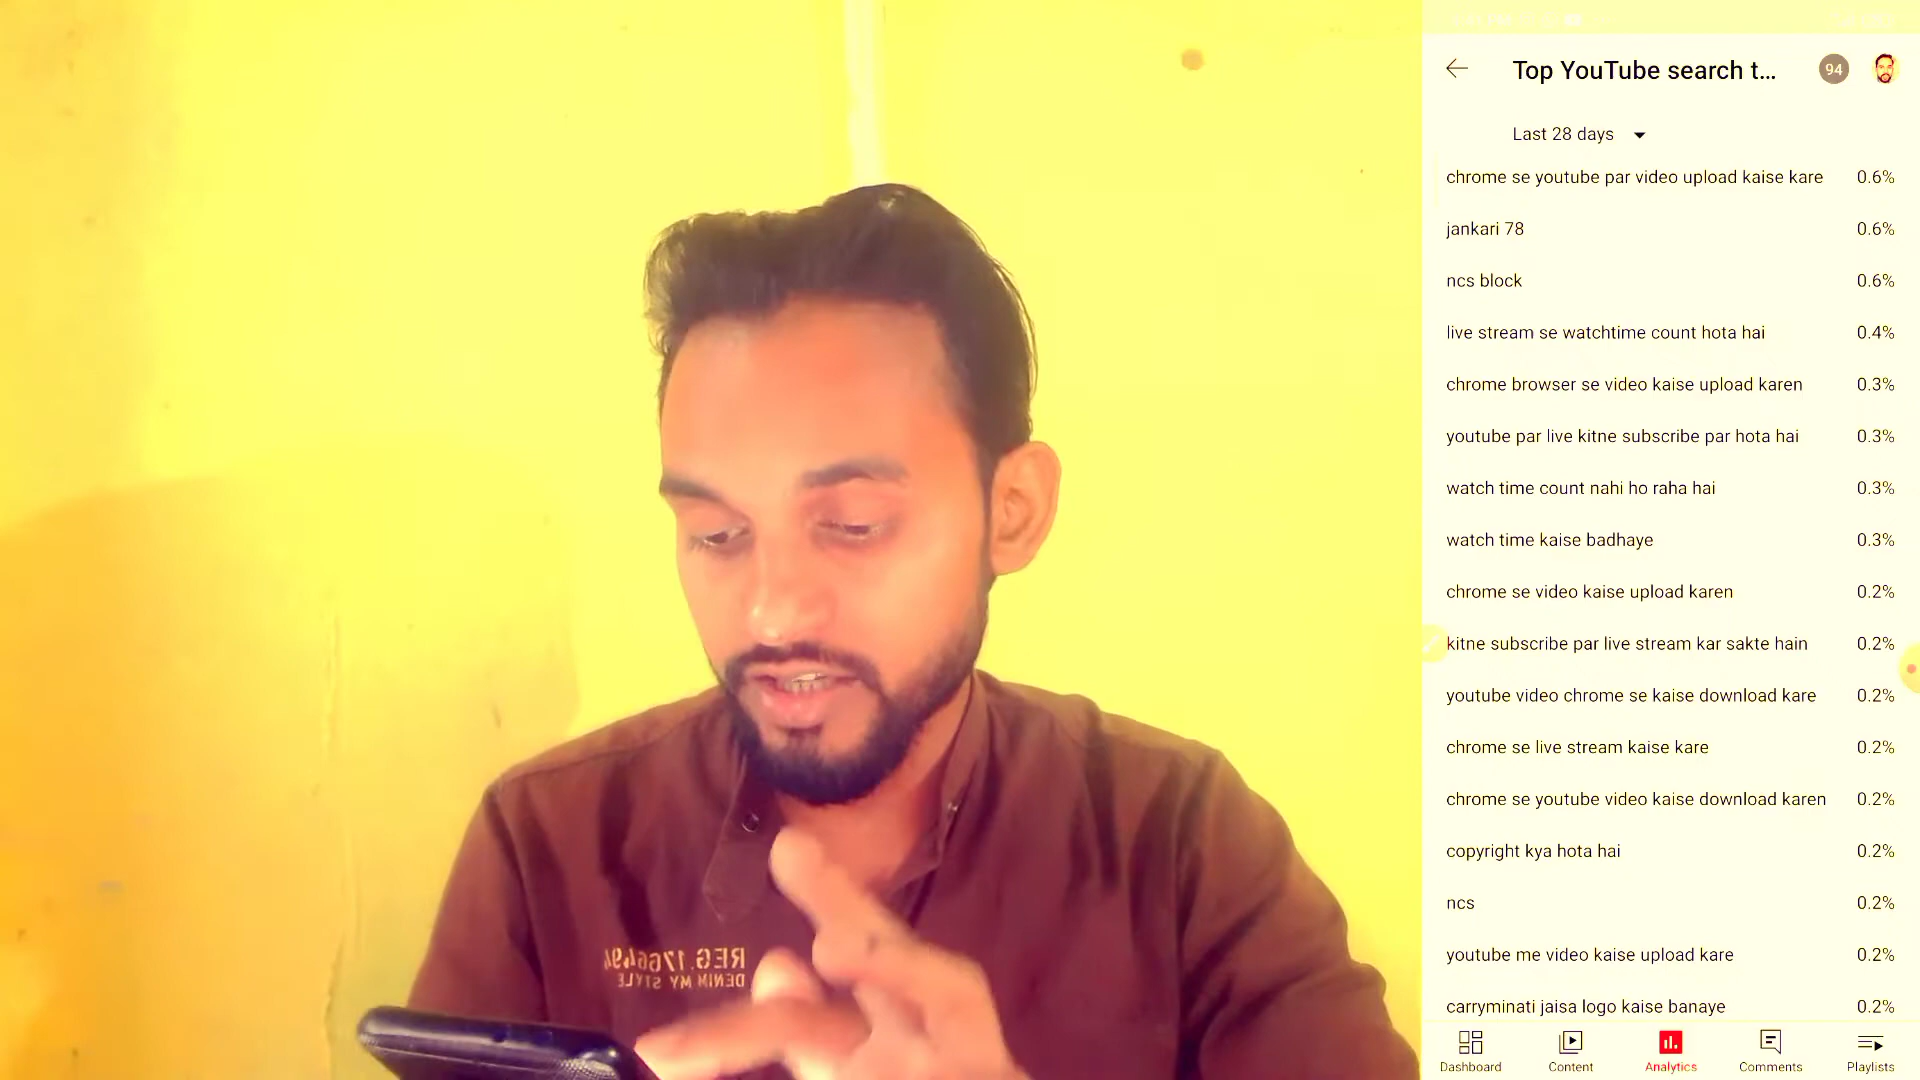 Top YouTube search t...
94
Last 28 days
chrome se youtube par video upload kaise kare 0.6%
jankari 78 0.6%
ncs block 0.6%
live stream se watchtime count hota hai 0.4%
chrome browser se video kaise upload karen 0.3%
youtube par live kitne subscribe par hota hai 0.3%
watch time count nahi ho raha hai 0.3%
watch time kaise badhaye 0.3%
chrome se video kaise upload karen 0.2%
kitne subscribe par live stream kar sakte hain 0.2%
youtube video chrome se kaise download kare 0.2%
chrome se live stream kaise kare 0.2%
chrome se youtube video kaise download karen 0.2%
copyright kya hota hai 0.2%
ncs 0.2%
youtube me video kaise upload kare 0.2%
carryminati jaisa logo kaise banaye 0.2%
Dashboard Content Analytics Comments Playlists
REG.1766494
DENIM MY STYLE